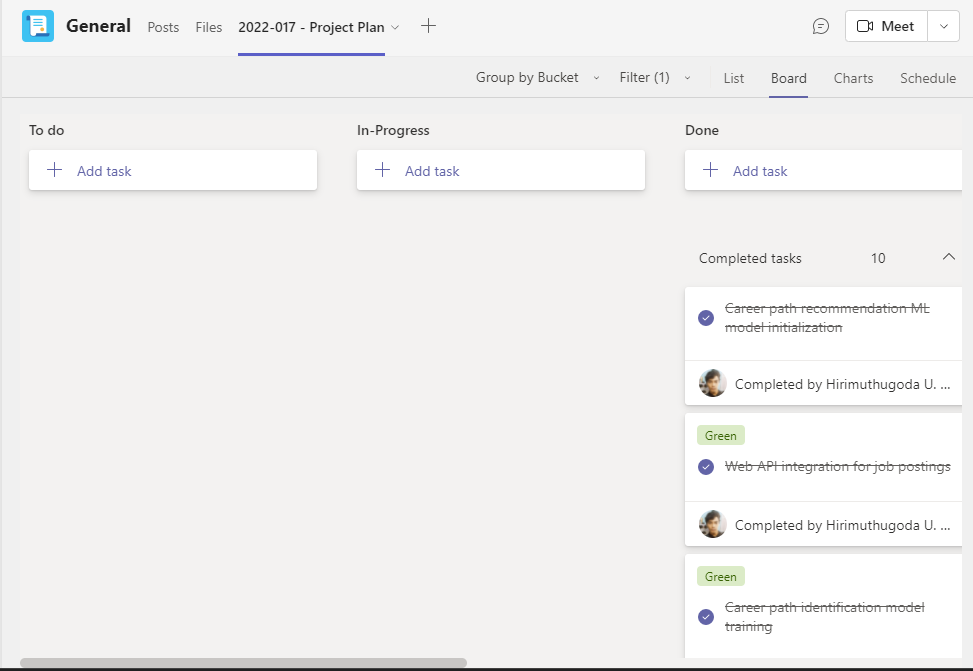 General Posts Files 2022-017 - Project Plan
Meet
Group by Bucket Filter (1) List Board Charts Schedule
To do In-Progress Done
Add task Add task Add task
Completed tasks 10
Career path recommendation ML
model initialization
Completed by Hirimuthugoda U. ...
Green
Web API integration for job postings
Completed by Hirimuthugoda U. ...
Green
Career path identification model
training